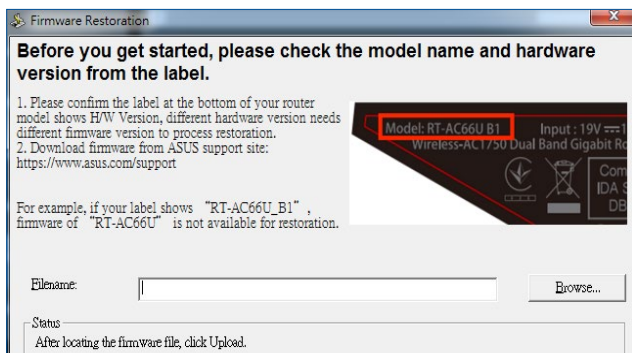 Firmware Restoration
Before you get started, please check the model name and hardware
version from the label.
1. Please confirm the label at the bottom of your router
model shows H/W Version, different hardware version needs
different firmware version to process restoration.
2. Download firmware from ASUS support site:
https://www.asus.com/support
For example, if your label shows “RT-AC66U_B1” ,
firmware of “RT-AC66U” is not available for restoration.
Model: RT-AC66U B1 Input : 19V
Wireless-AC1750 Dual Band Gigabit Ro
Com
IDA S
DB
Filename:
Browse...
Status
After locating the firmware file, click Upload.